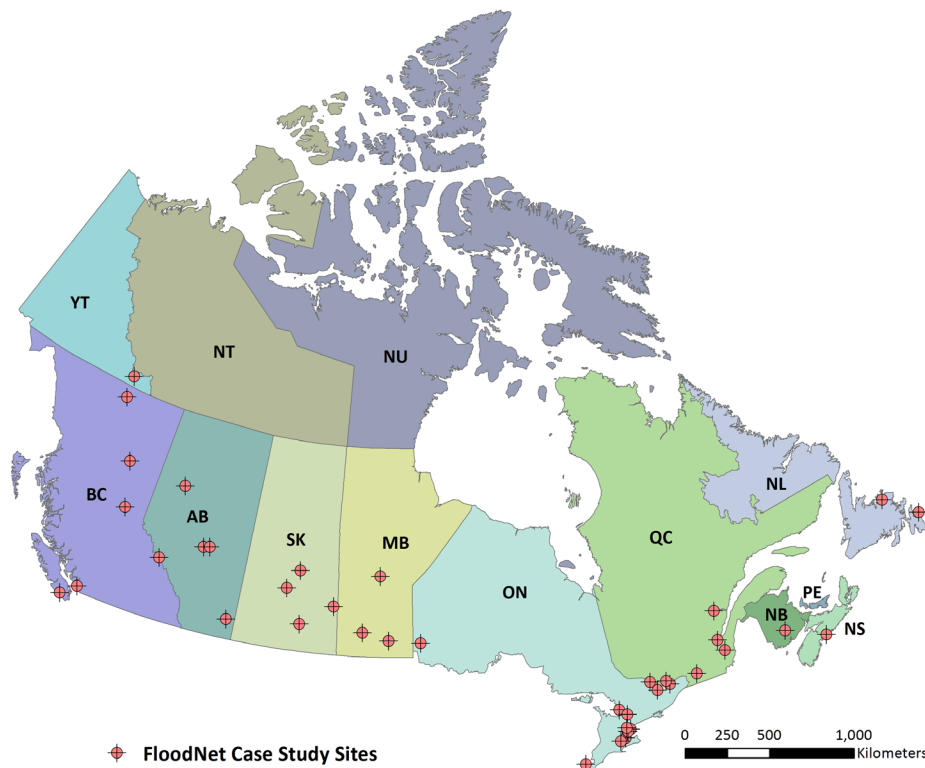 YT
NT
NU
BC
AB
SK
MB
ON
QC
NL
NB
PE
NS
FloodNet Case Study Sites
0 250 500 1,000
Kilometers